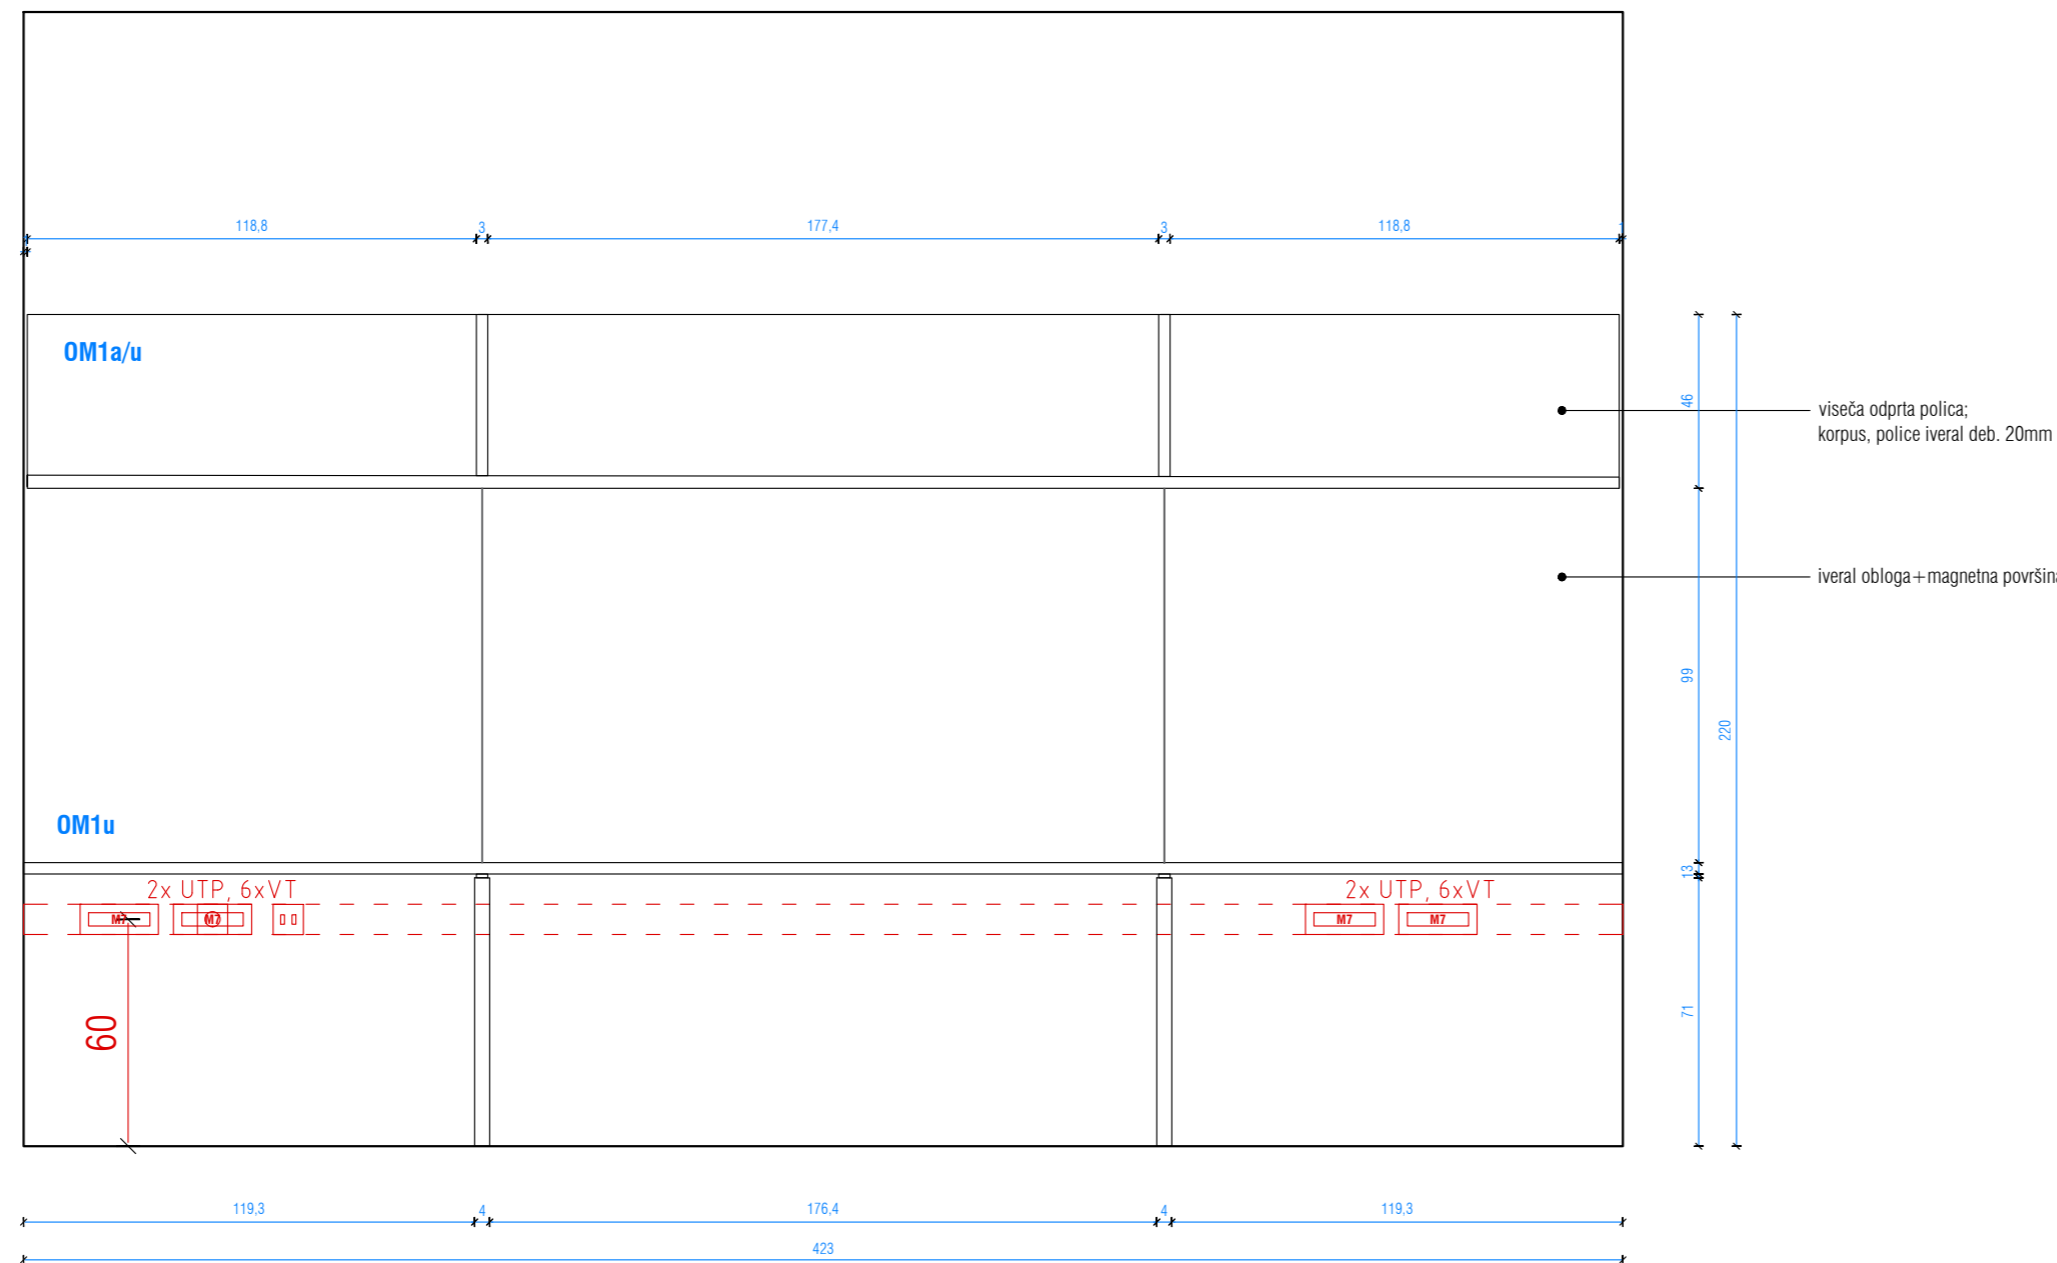 118,8 3 177,4 3 118,8 1
OM1a/u
46
viseča odprta polica;
korpus, police iveral deb. 20mm
iveral obloga+magnetna površina
99
220
OM1u
13
2x UTP, 6xVT 2x UTP, 6xVT
M7 M7 M7 M7
60
71
119,3 4 176,4 4 119,3
423